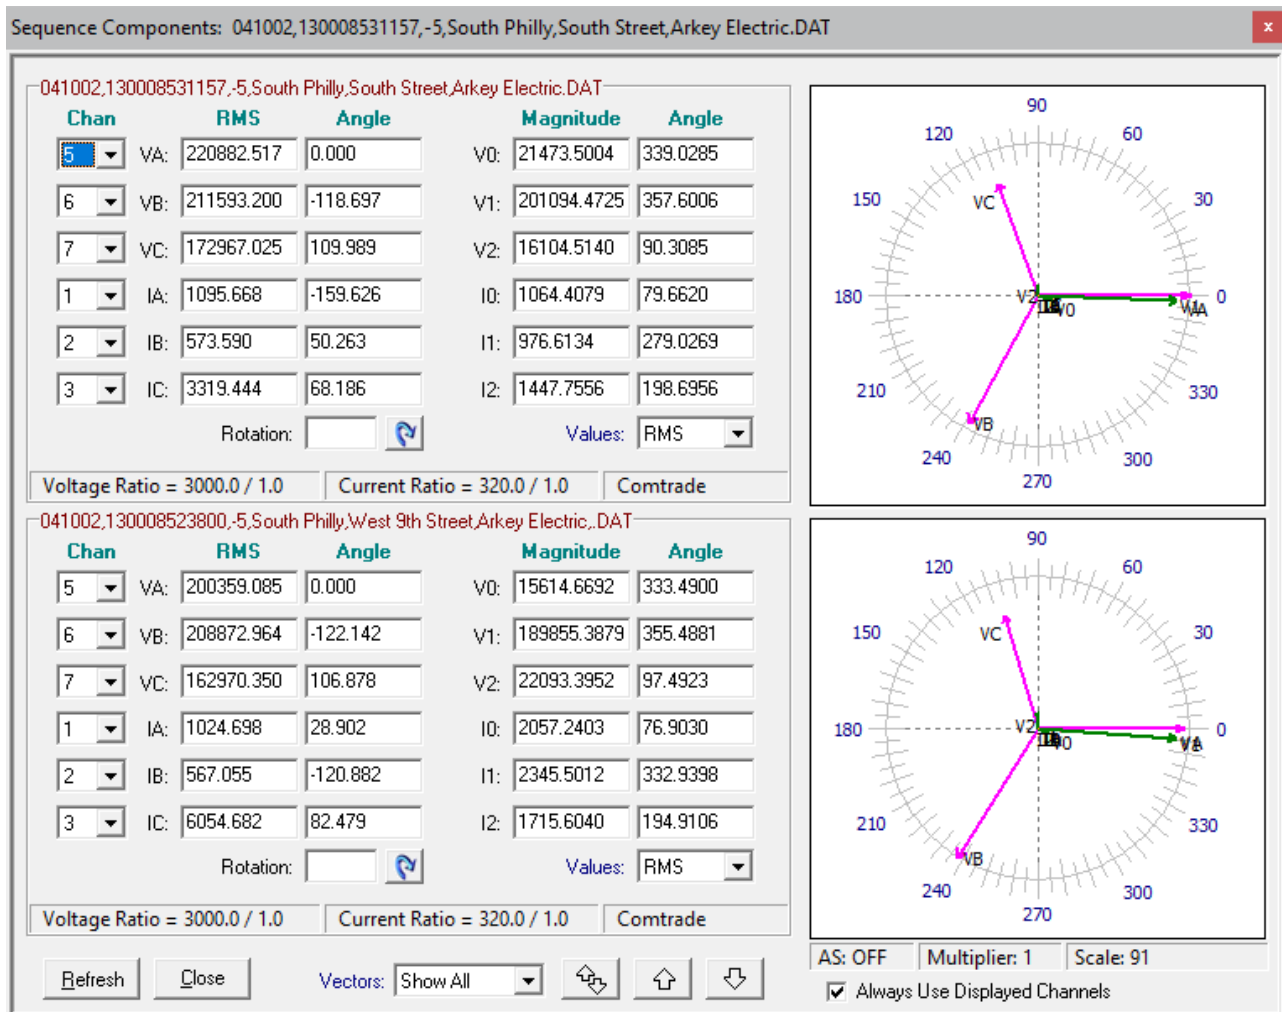 Sequence Components: 041002,130008531157,-5,South Philly,South Street,Arkey Electric.DAT
x
041002,130008531157,-5,South Philly,South Street,Arkey Electric.DAT
Chan RMS Angle Magnitude Angle
5 VA: 220882.517 0.000 V0: 21473.5004 339.0285
6 VB: 211593.200 -118.697 V1: 201094.4725 357.6006
7 VC: 172967.025 109.989 V2: 16104.5140 90.3085
1 IA: 1095.668 -159.626 I0: 1064.4079 79.6620
2 IB: 573.590 50.263 I1: 976.6134 279.0269
3 IC: 3319.444 68.186 I2: 1447.7556 198.6956
Rotation: Values: RMS
Voltage Ratio = 3000.0 / 1.0 Current Ratio = 320.0 / 1.0 Comtrade
90
120 60
150 VC 30
180 V2 V0 0
210 VB 330
240 300
270
041002,130008523800,-5,South Philly,West 9th Street,Arkey Electric,.DAT
Chan RMS Angle Magnitude Angle
5 VA: 200359.085 0.000 V0: 15614.6692 333.4900
6 VB: 208872.964 -122.142 V1: 189855.3879 355.4881
7 VC: 162970.350 106.878 V2: 22093.3952 97.4923
1 IA: 1024.698 28.902 I0: 2057.2403 76.9030
2 IB: 567.055 -120.882 I1: 2345.5012 332.9398
3 IC: 6054.682 82.479 I2: 1715.6040 194.9106
Rotation: Values: RMS
Voltage Ratio = 3000.0 / 1.0 Current Ratio = 320.0 / 1.0 Comtrade
90
120 60
150 VC 30
180 V2 0
210 VB 330
240 300
270
AS: OFF Multiplier: 1 Scale: 91
Refresh Close Vectors: Show All
Always Use Displayed Channels